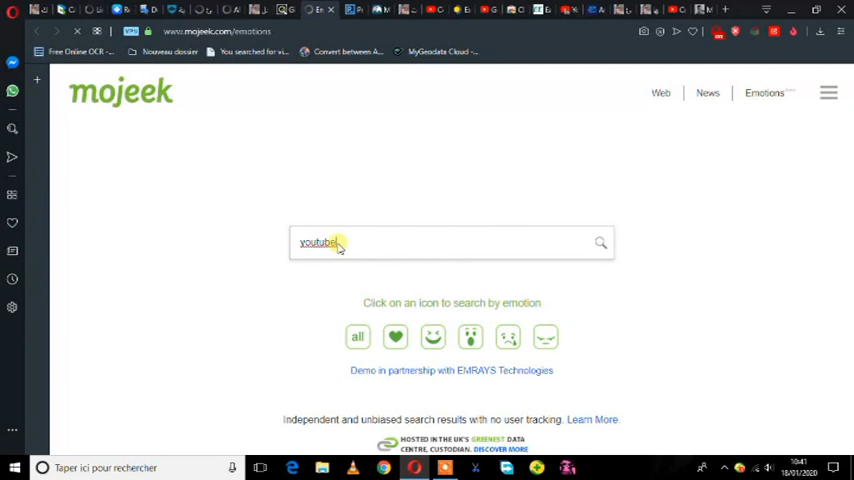 www.mojeek.com/emotions
VPN
Free Online OCR -...
Nouveau dossier
You searched for vi...
Convert between A...
MyGeodata Cloud -...
mojeek
Web
News
Emotions
youtube
Click on an icon to search by emotion
all
Demo in partnership with EMRAYS Technologies
Independent and unbiased search results with no user tracking. Learn More.
HOSTED IN THE UK'S GREENEST DATA
CENTRE, CUSTODIAN. DISCOVER MORE
Taper ici pour rechercher
10:41
18/01/2020